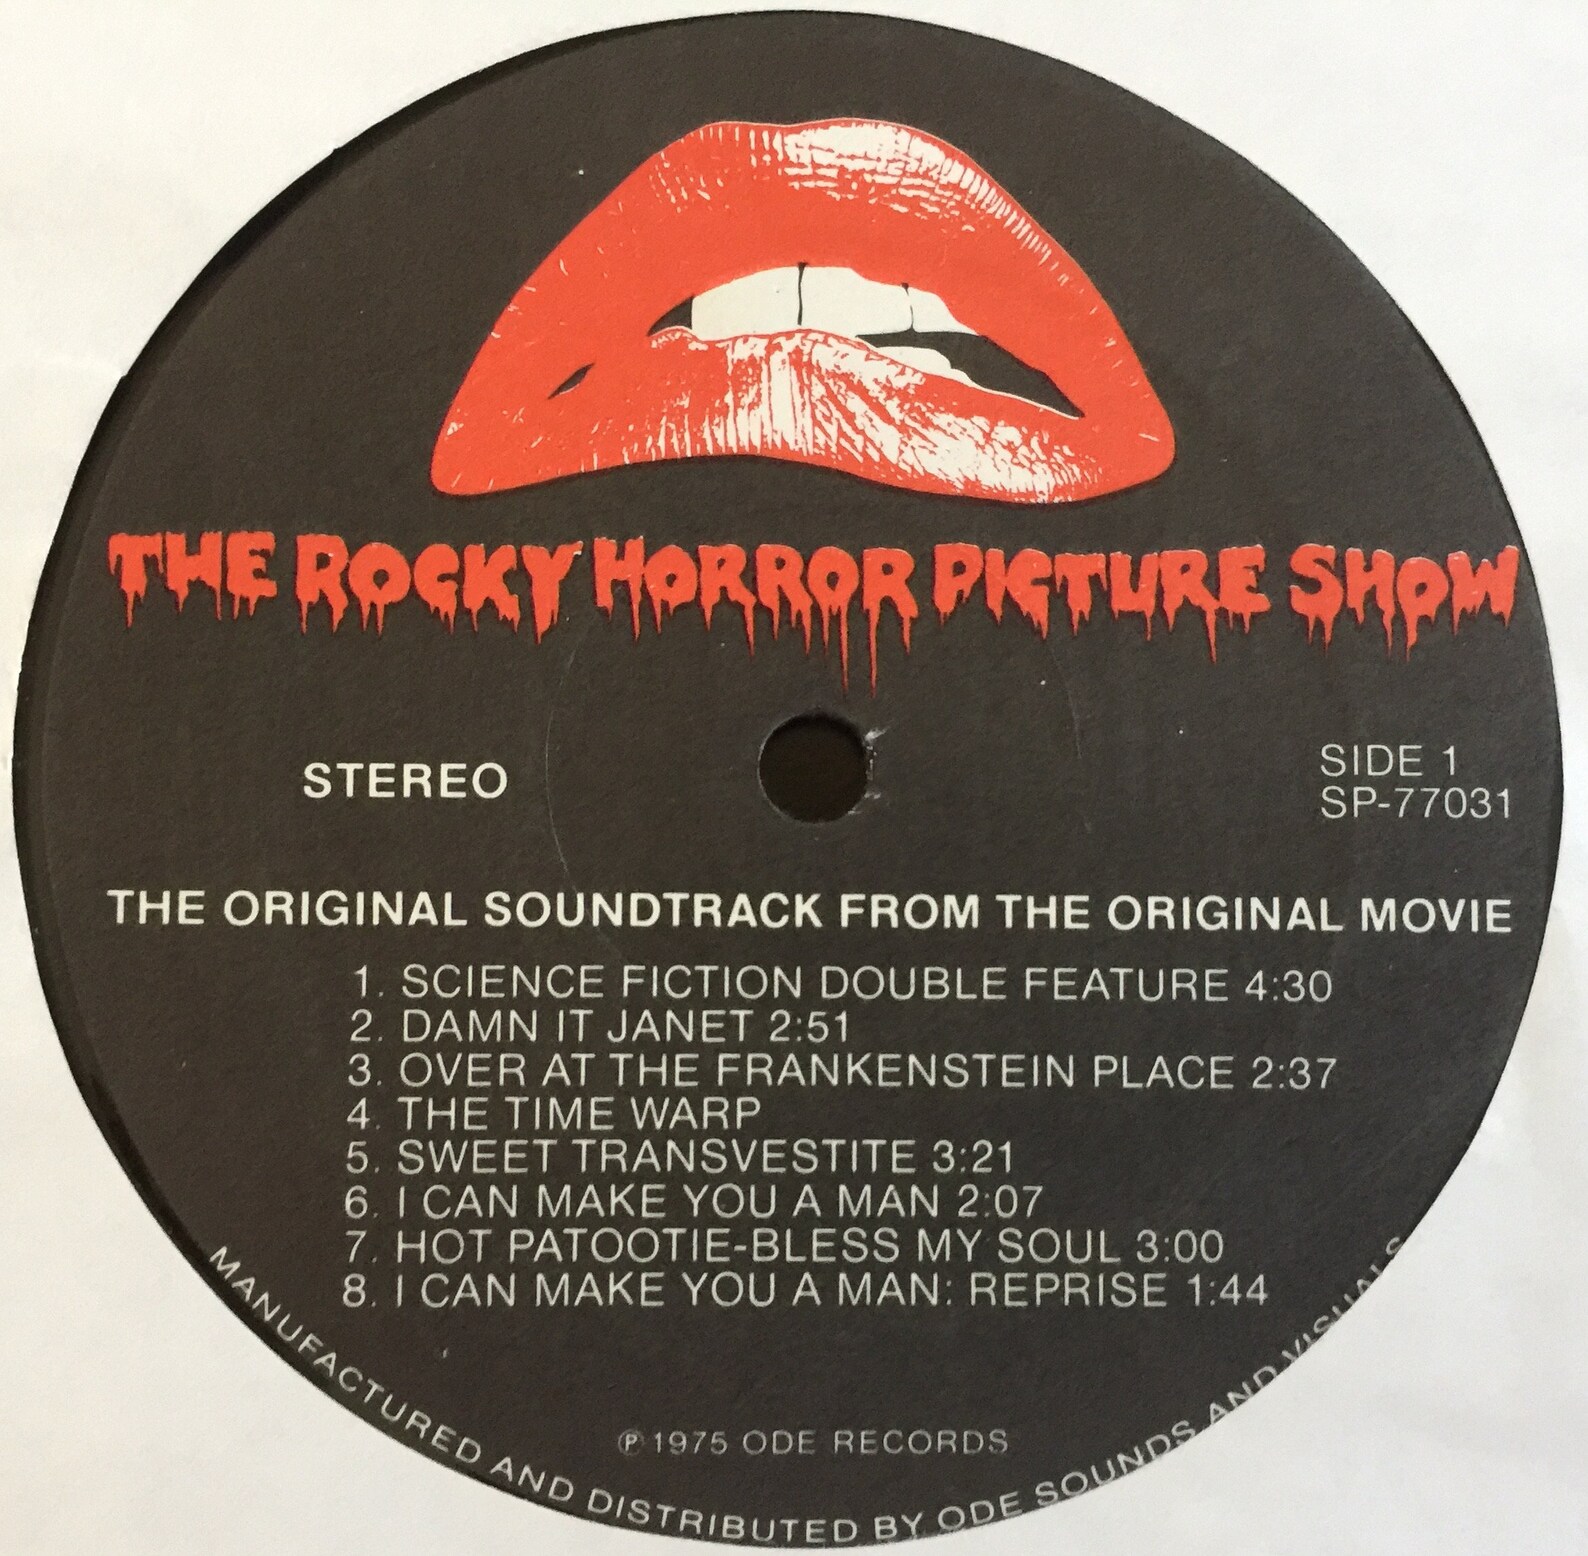 THE ROCKY HORROR PICTURE SHOW
STEREO
SIDE 1
SP-77031
THE ORIGINAL SOUNDTRACK FROM THE ORIGINAL MOVIE
1. SCIENCE FICTION DOUBLE FEATURE 4:30
2. DAMN IT JANET 2:51
3. OVER AT THE FRANKENSTEIN PLACE 2:37
4. THE TIME WARP
5. SWEET TRANSVESTITE 3:21
6. I CAN MAKE YOU A MAN 2:07
7. HOT PATOOTIE-BLESS MY SOUL 3:00
8. I CAN MAKE YOU A MAN: REPRISE 1:44
℗ 1975 ODE RECORDS
MANUFACTURED AND DISTRIBUTED BY ODE SOUNDS AND VISUALS